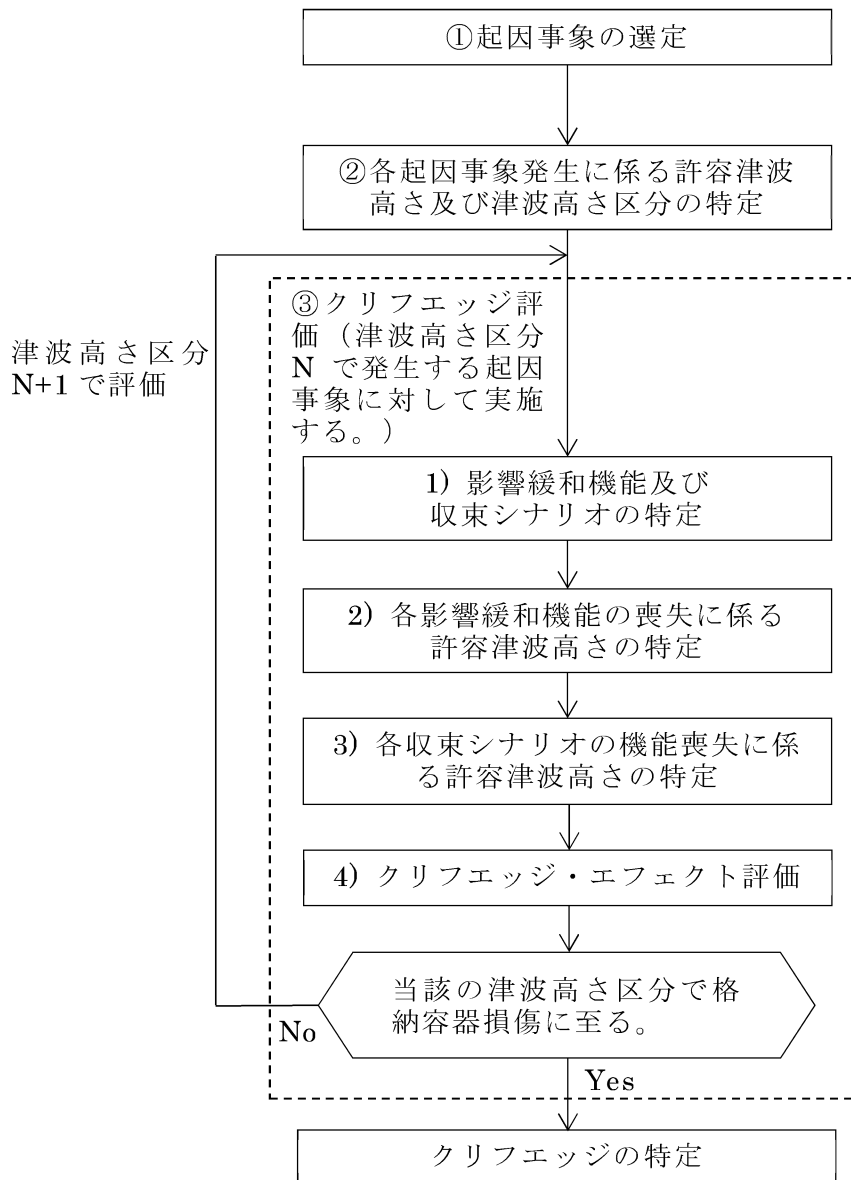 ①起因事象の選定
②各起因事象発生に係る許容津波
高さ及び津波高さ区分の特定
③クリフエッジ評
価（津波高さ区分
N で発生する起因
事象に対して実施
する。）
津波高さ区分
N+1 で評価
1) 影響緩和機能及び
収束シナリオの特定
2) 各影響緩和機能の喪失に係る
許容津波高さの特定
3) 各収束シナリオの機能喪失に係
る許容津波高さの特定
4) クリフエッジ・エフェクト評価
当該の津波高さ区分で格
納容器損傷に至る。
No
Yes
クリフエッジの特定